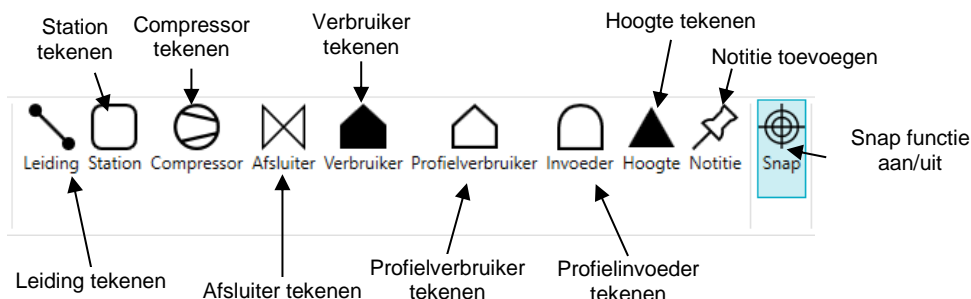 Station
tekenen
Compressor
tekenen
Verbruiker
tekenen
Hoogte tekenen
Notitie toevoegen
Leiding Station Compressor Afsluiter Verbruiker Profielverbruiker Invoeder Hoogte Notitie Snap
Snap functie
aan/uit
Leiding tekenen
Afsluiter tekenen
Profielverbruiker
tekenen
Profielinvoeder
tekenen